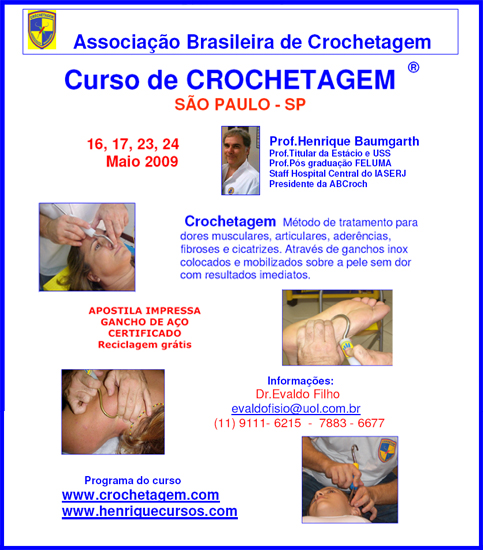 CROCHETAGEM
Associação Brasileira de Crochetagem
Curso de CROCHETAGEM ®
SÃO PAULO - SP
16, 17, 23, 24
Maio 2009
Prof.Henrique Baumgarth
Prof.Titular da Estácio e USS
Prof.Pós graduação FELUMA
Staff Hospital Central do IASERJ
Presidente da ABCroch
Crochetagem Método de tratamento para
dores musculares, articulares, aderências,
fibroses e cicatrizes. Através de ganchos inox
colocados e mobilizados sobre a pele sem dor
com resultados imediatos.
APOSTILA IMPRESSA
GANCHO DE AÇO
CERTIFICADO
Reciclagem grátis
Informações:
Dr.Evaldo Filho
evaldofisio@uol.com.br
(11) 9111- 6215 - 7883 - 6677
Programa do curso
www.crochetagem.com
www.henriquecursos.com